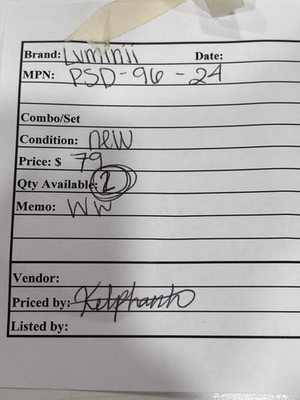 Brand: Luminii Date:
MPN: PSD-96-24
Combo/Set
Condition: new
Price: $ 79
Qty Available: 2
Memo: WW
Vendor:
Priced by:
Listed by: